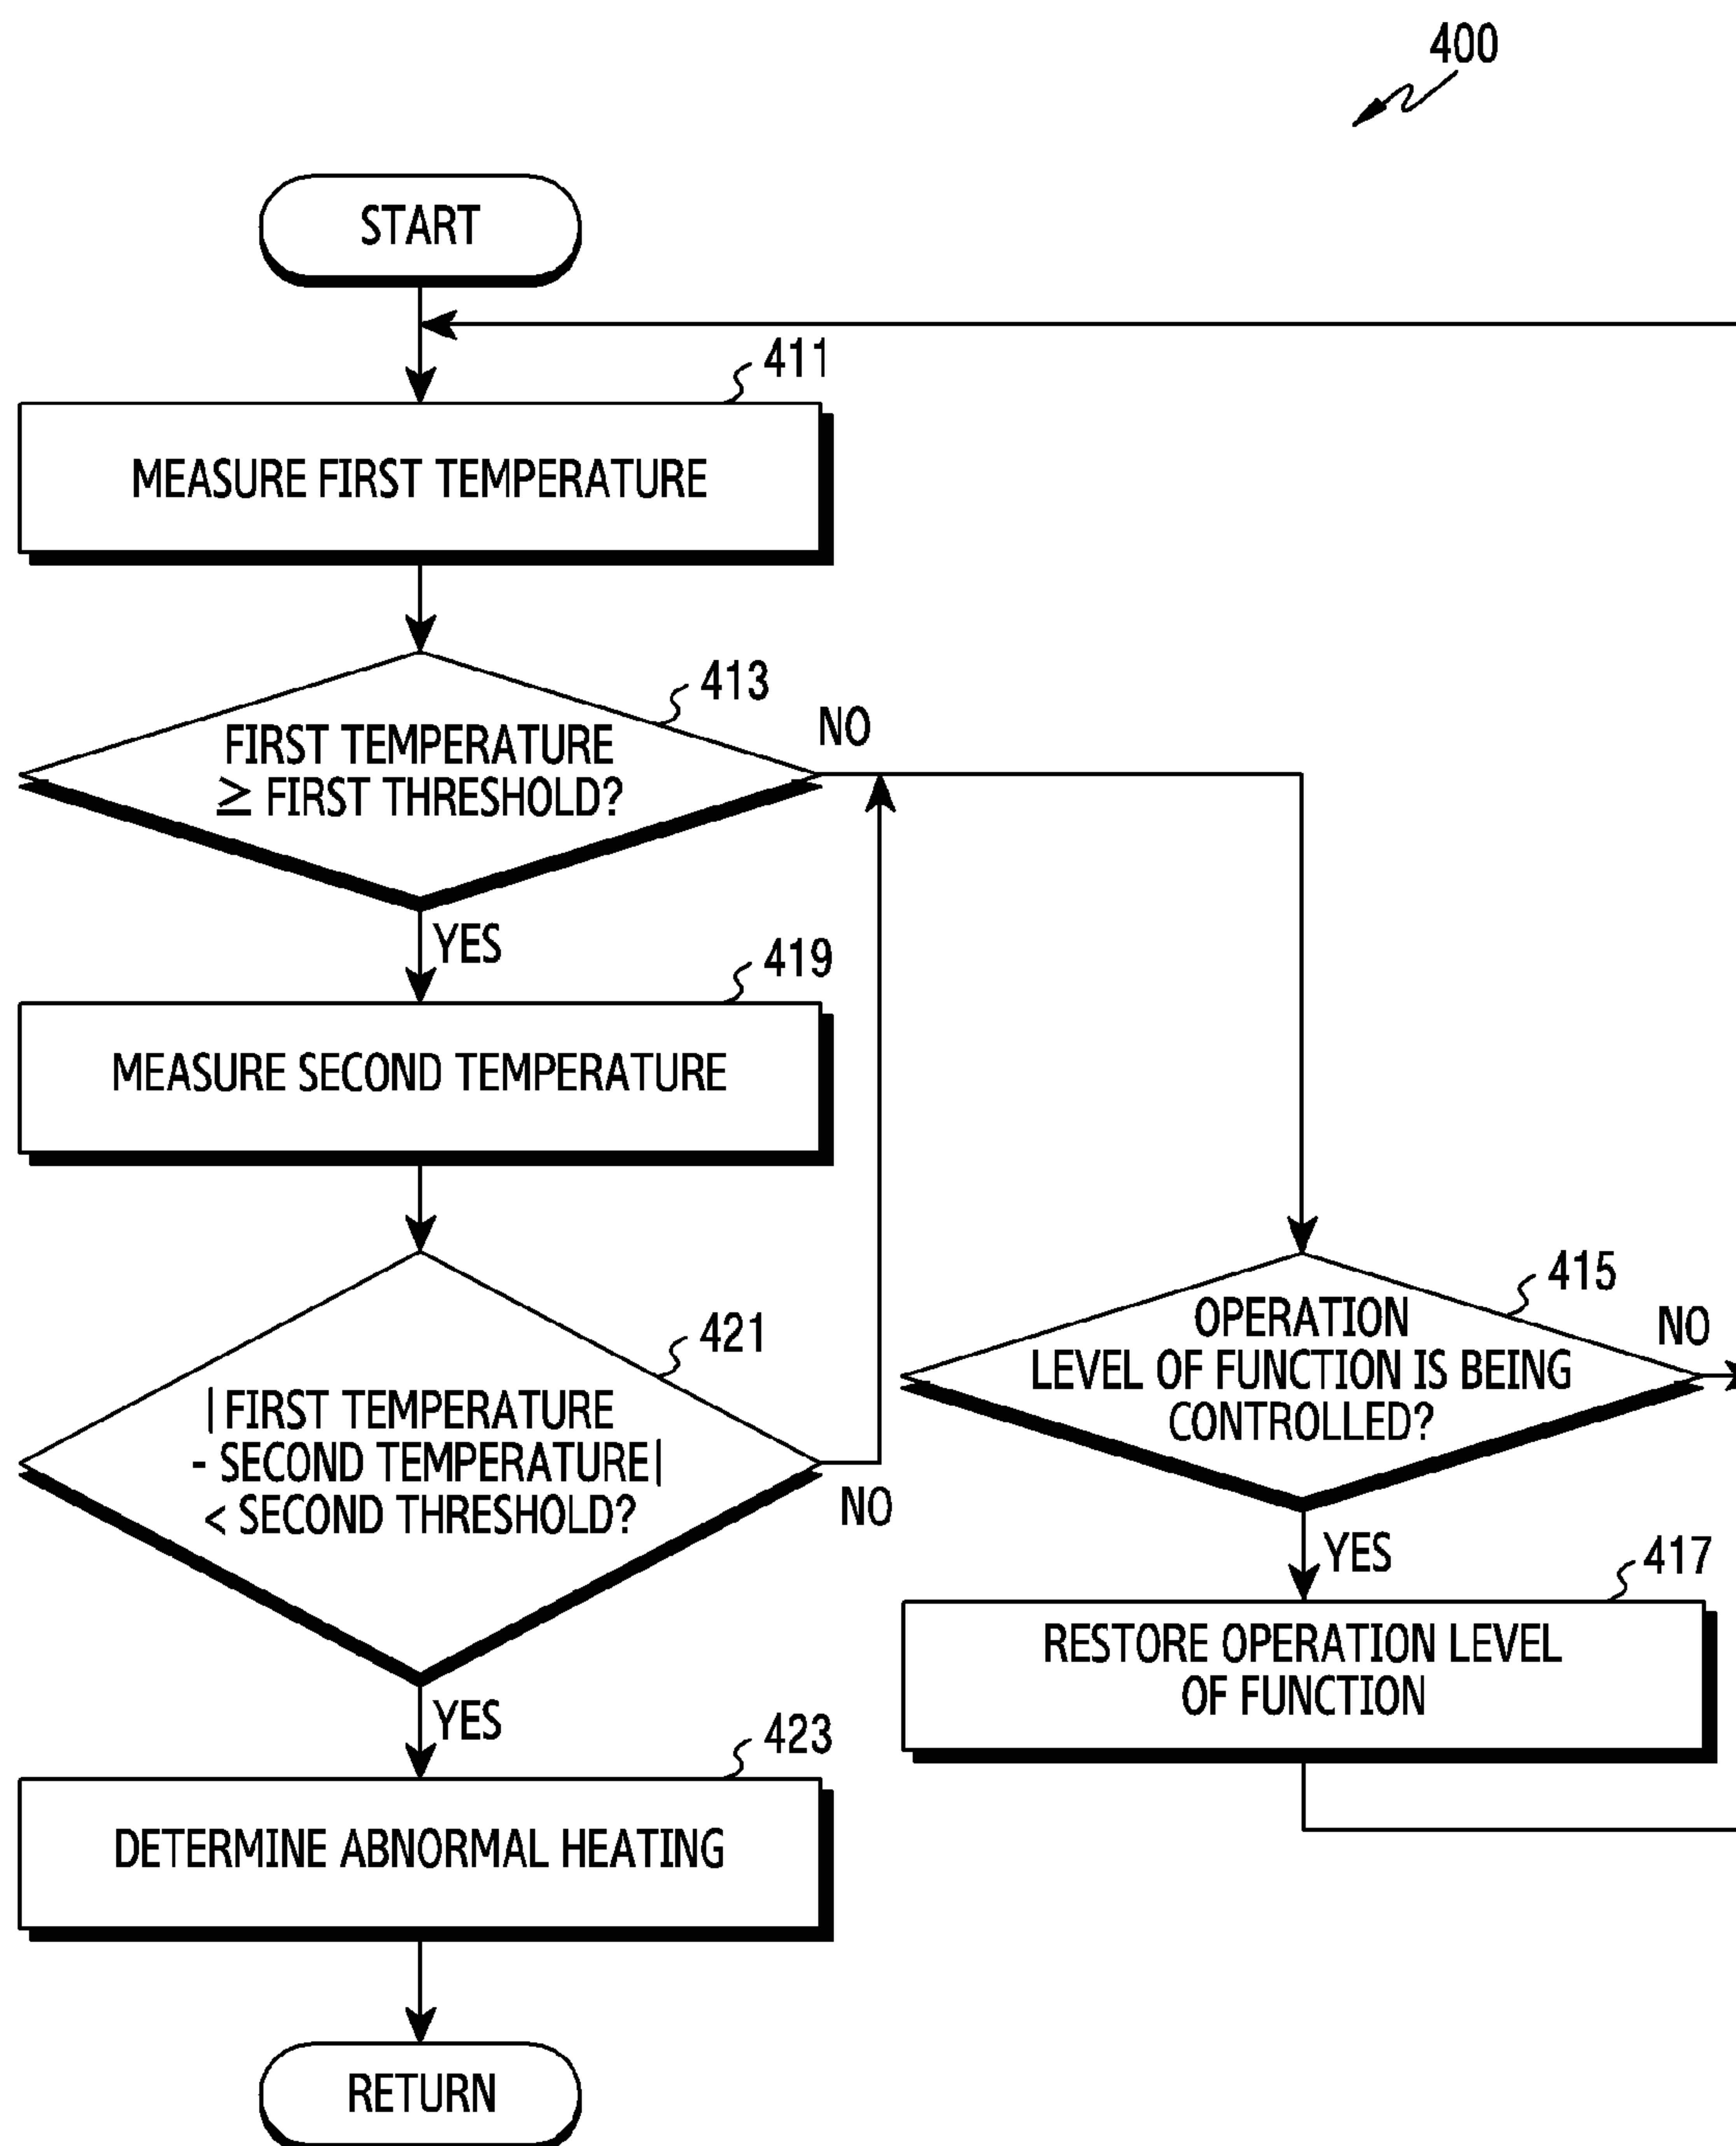 400
START
411
MEASURE FIRST TEMPERATURE
413
FIRST TEMPERATURE
≥ FIRST THRESHOLD?
NO
YES
419
MEASURE SECOND TEMPERATURE
421
| FIRST TEMPERATURE
- SECOND TEMPERATURE|
< SECOND THRESHOLD?
NO
YES
423
DETERMINE ABNORMAL HEATING
RETURN
415
OPERATION
LEVEL OF FUNCTION IS BEING
CONTROLLED?
NO
YES
417
RESTORE OPERATION LEVEL
OF FUNCTION